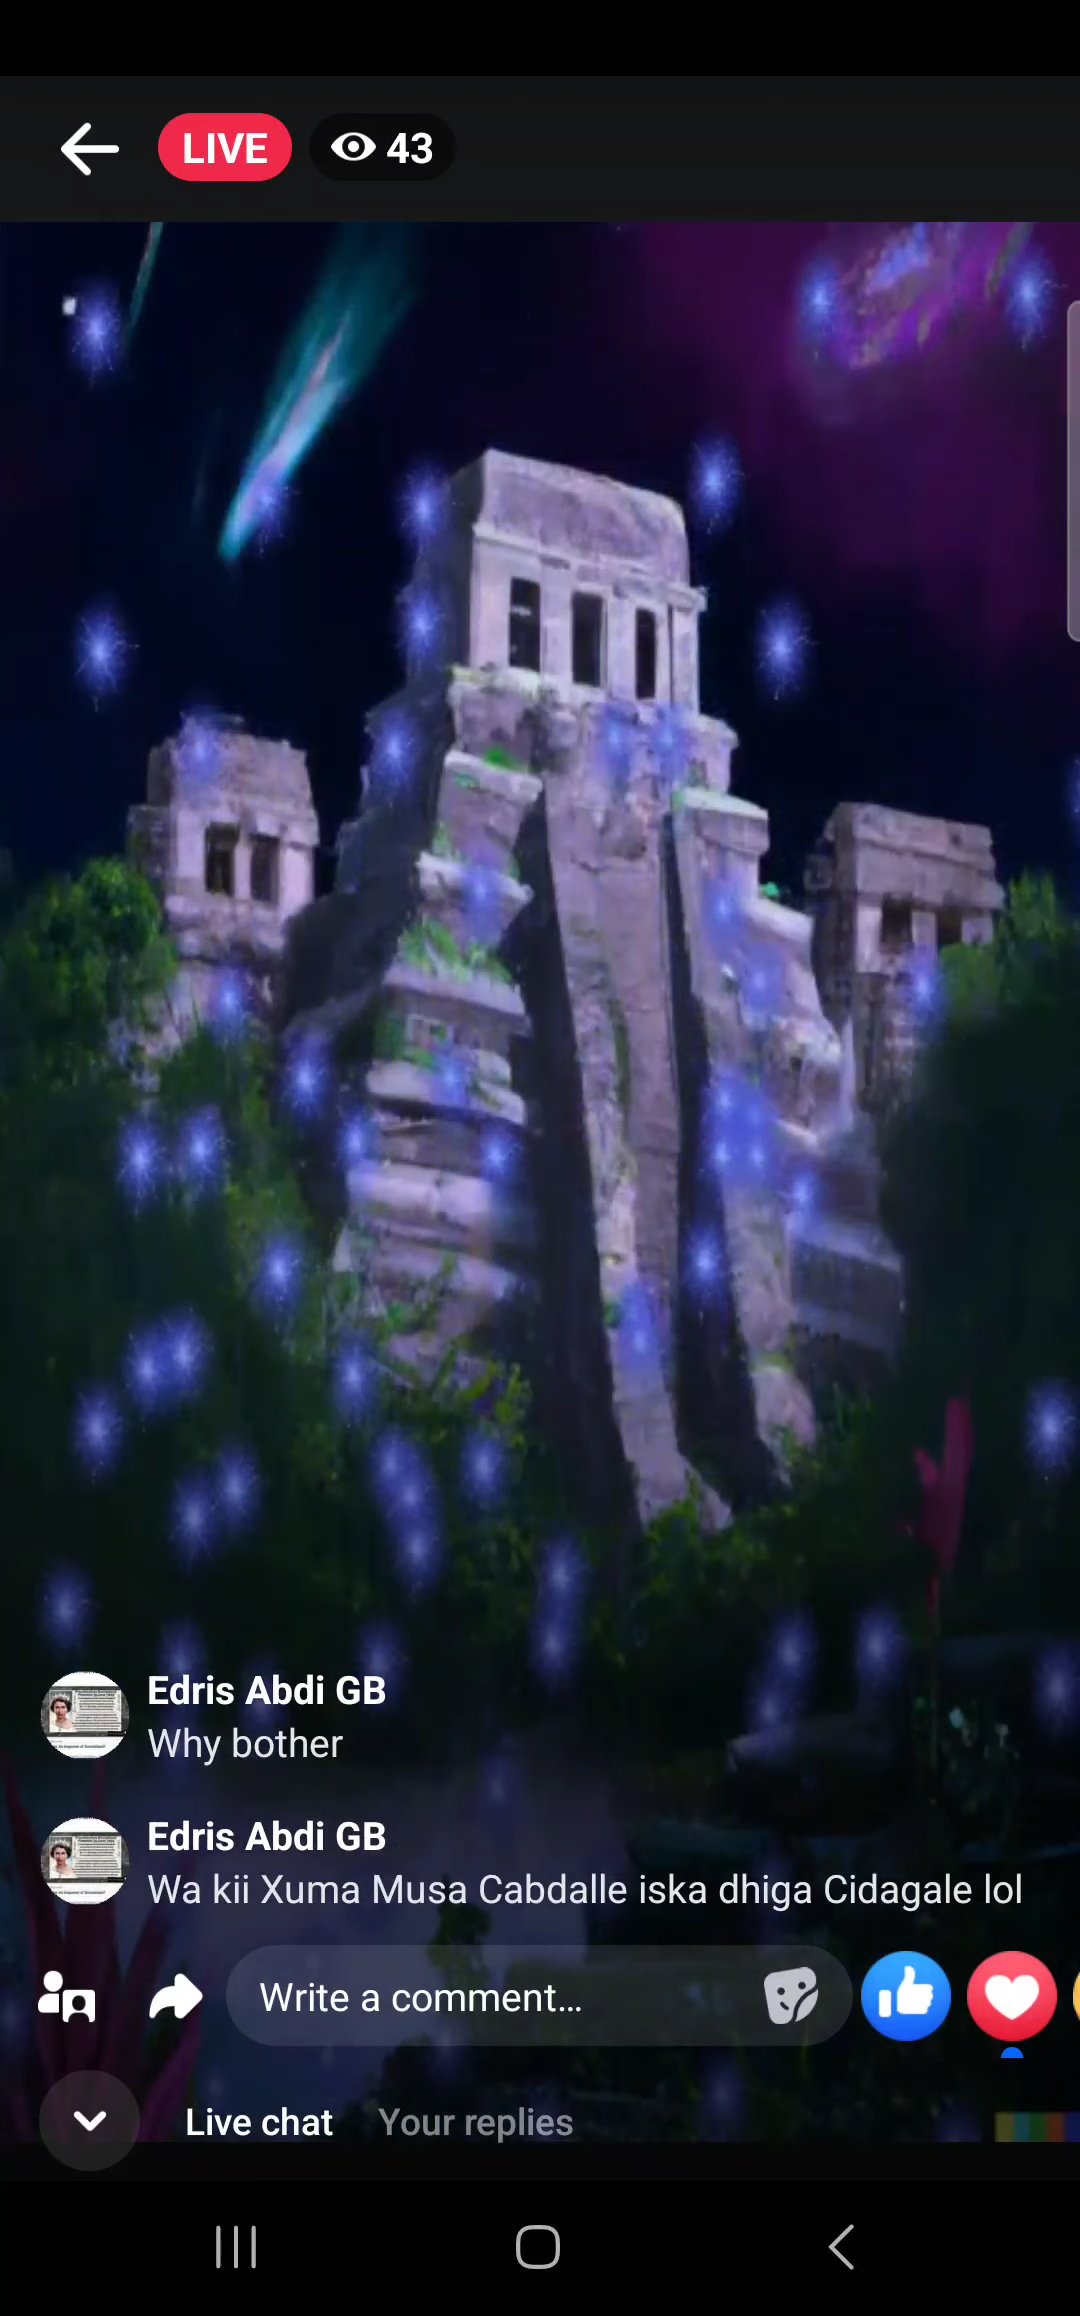 LIVE 43
Edris Abdi GB
Why bother
Edris Abdi GB
Wa kii Xuma Musa Cabdalle iska dhiga Cidagale lol
Write a comment...
Live chat Your replies